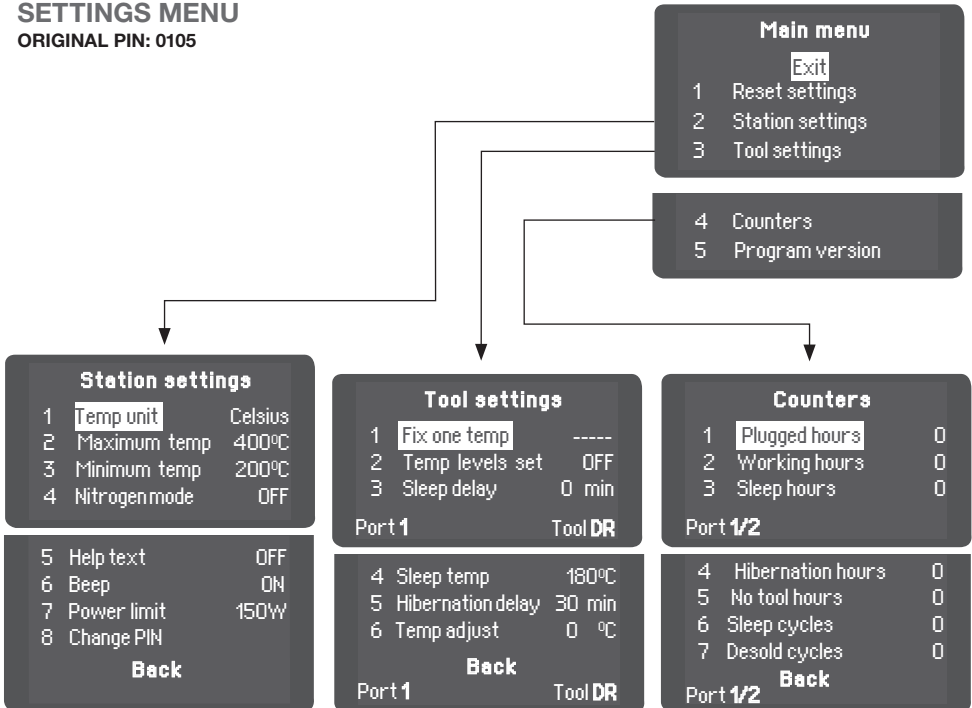 SETTINGS MENU
ORIGINAL PIN: 0105
Main menu
Exit
1 Reset settings
2 Station settings
3 Tool settings
4 Counters
5 Program version
Station settings
1 Temp unit Celsius
2 Maximum temp 400ºC
3 Minimum temp 200ºC
4 Nitrogen mode OFF
5 Help text OFF
6 Beep ON
7 Power limit 150W
8 Change PIN
Back
Tool settings
1 Fix one temp -----
2 Temp levels set OFF
3 Sleep delay 0 min
Port 1 Tool DR
4 Sleep temp 180ºC
5 Hibernation delay 30 min
6 Temp adjust 0 ºC
Back
Port 1 Tool DR
Counters
1 Plugged hours 0
2 Working hours 0
3 Sleep hours 0
Port 1/2
4 Hibernation hours 0
5 No tool hours 0
6 Sleep cycles 0
7 Desold cycles 0
Back
Port 1/2